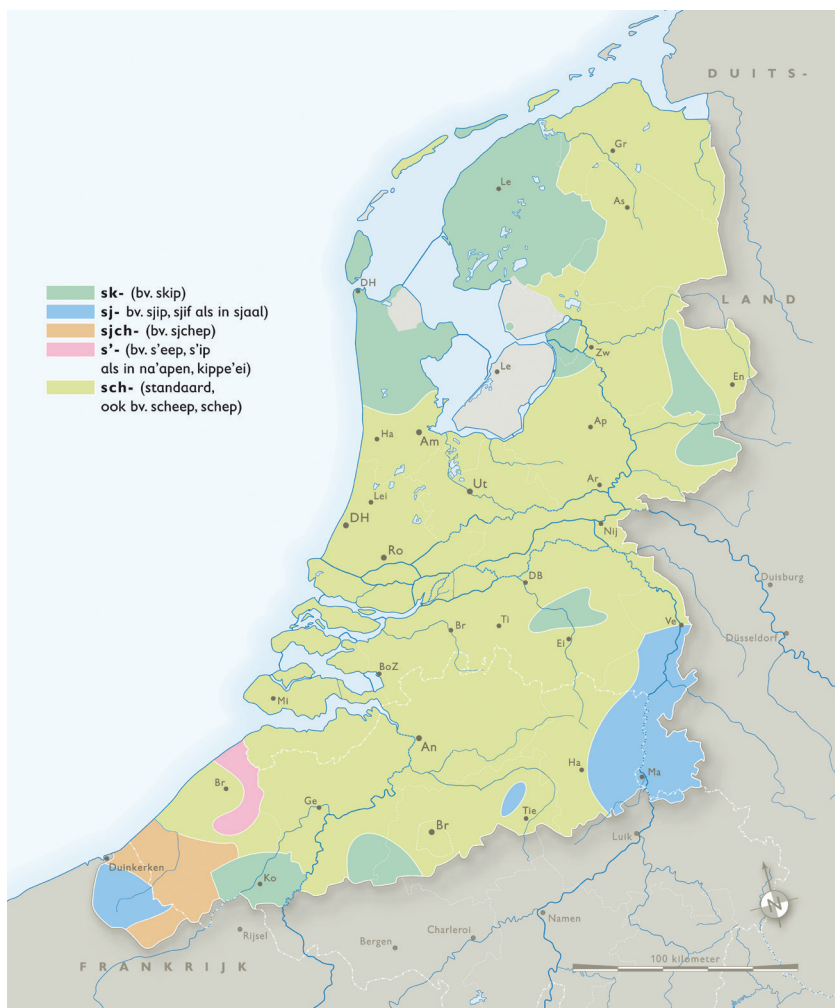 DUITS-
LAND
sk- (bv. skip)
sj- bv. sjip, sjif als in sjaal)
sjch- (bv. sjchep)
s'- (bv. s'eep, s'ip
als in na'apen, kippe'ei)
sch- (standaard,
ook bv. scheep, schep)
Gr
Le
As
DH
Zw
Le
En
Ha
Am
Ap
Lei
Ut
Ar
DH
Ro
Nij
DB
Duisburg
Br
Ti
Ei
Ve
Düsseldorf
BoZ
Mi
An
Ha
Ma
Br
Ge
Tie
Br
Luik
Duinkerken
Ko
Rijsel
Bergen
Charleroi
Namen
N
FRANKRIJK
100 kilometer